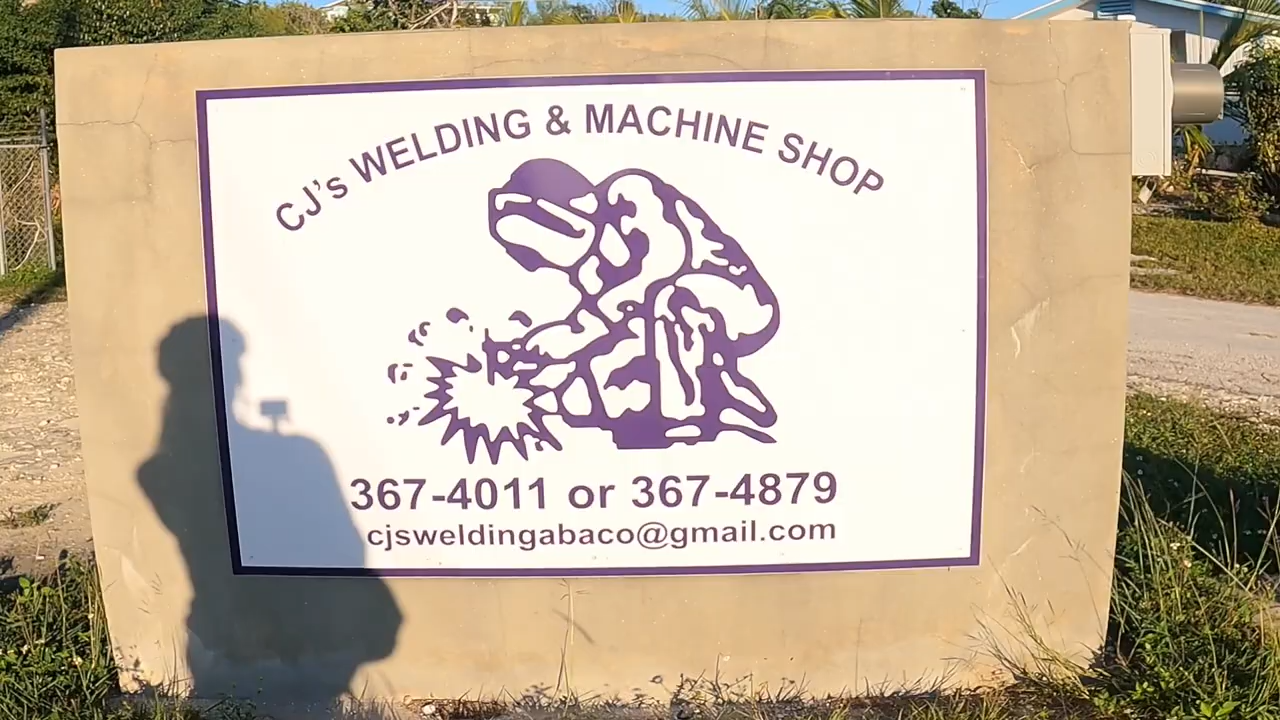 CJ's WELDING & MACHINE SHOP
367-4011 or 367-4879
cjsweldingabaco@gmail.com